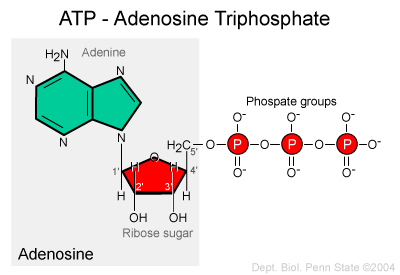 ATP - Adenosine Triphosphate
H2N
Adenine
N
N
N
N
Phospate groups
O- O- O-
H2C 5' O P O P O P O-
O- O- O-
O
1' H H 4'
H 2' 3' H
OH OH
Ribose sugar
Adenosine
Dept. Biol. Penn State ©2004